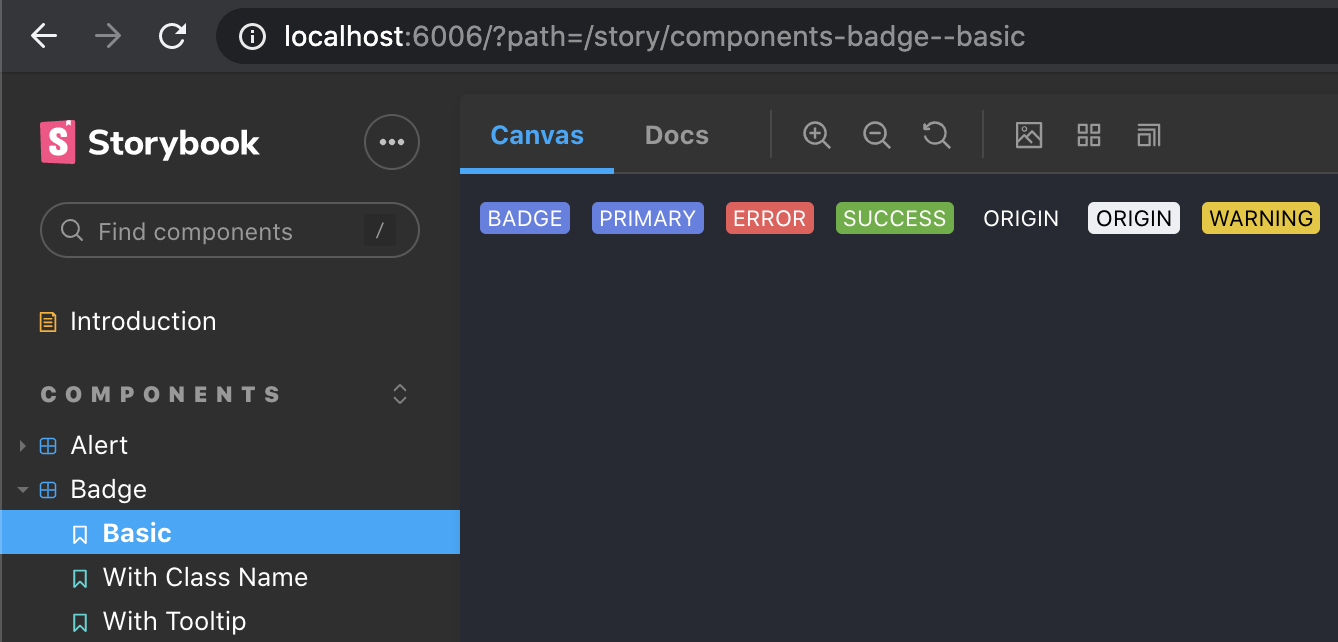 localhost:6006/?path=/story/components-badge--basic
Storybook
Canvas Docs
BADGE PRIMARY ERROR SUCCESS ORIGIN ORIGIN WARNING
Find components /
Introduction
COMPONENTS
Alert
Badge
Basic
With Class Name
With Tooltip